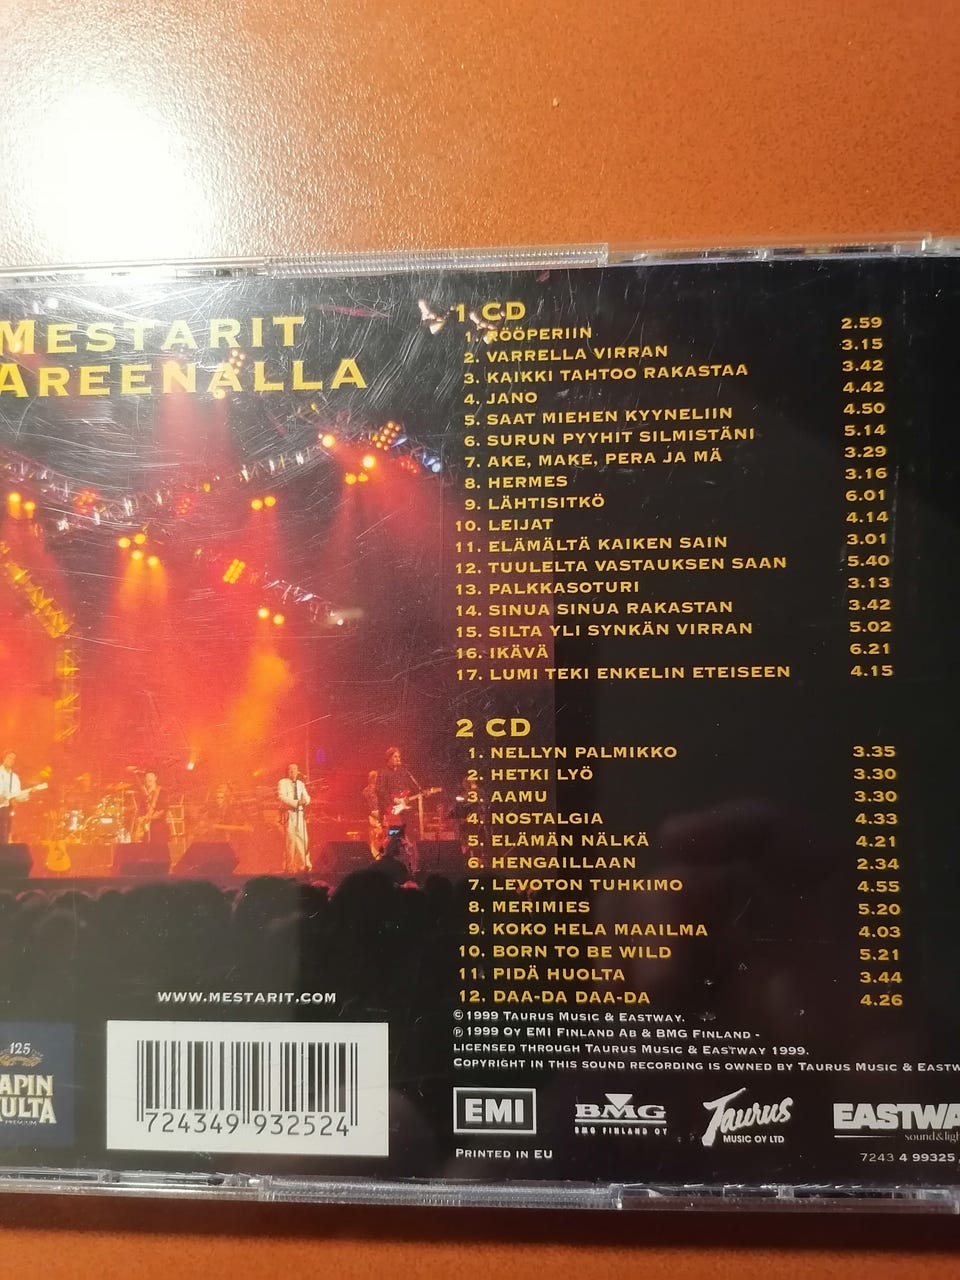 MESTARIT
AREENALLA
1 CD
1. RÖÖPERIIN 2.59
2. VARRELLA VIRRAN 3.15
3. KAIKKI TAHTOO RAKASTAA 3.42
4. JANO 4.42
5. SAAT MIEHEN KYYNELIIN 4.50
6. SURUN PYYHIT SILMISTÄNI 5.14
7. AKE, MAKE, PERA JA MÄ 3.29
8. HERMES 3.16
9. LÄHTISITKÖ 6.01
10. LEIJAT 4.14
11. ELÄMÄLTÄ KAIKEN SAIN 3.01
12. TUULELTA VASTAUKSEN SAAN 5.40
13. PALKKASOTURI 3.13
14. SINUA SINUA RAKASTAN 3.42
15. SILTA YLI SYNKÄN VIRRAN 5.02
16. IKÄVÄ 6.21
17. LUMI TEKI ENKELIN ETEISEEN 4.15
2 CD
1. NELLYN PALMIKKO 3.35
2. HETKI LYÖ 3.30
3. AAMU 3.30
4. NOSTALGIA 4.33
5. ELÄMÄN NÄLKÄ 4.21
6. HENGAILLAAN 2.34
7. LEVOTON TUHKIMO 4.55
8. MERIMIES 5.20
9. KOKO HELA MAAILMA 4.03
10. BORN TO BE WILD 5.21
11. PIDÄ HUOLTA 3.44
12. DAA-DA DAA-DA 4.26
© 1999 TAURUS MUSIC & EASTWAY.
℗ 1999 OY EMI FINLAND AB & BMG FINLAND -
LICENSED THROUGH TAURUS MUSIC & EASTWAY 1999.
COPYRIGHT IN THIS SOUND RECORDING IS OWNED BY TAURUS MUSIC & EASTW
WWW.MESTARIT.COM
125
APIN
ULTA
PREMIUM
724349 932524
EMI
BMG
BMG FINLAND OY
Taurus
MUSIC OY LTD
EASTWA
sound&ligh
PRINTED IN EU
7243 4 99325